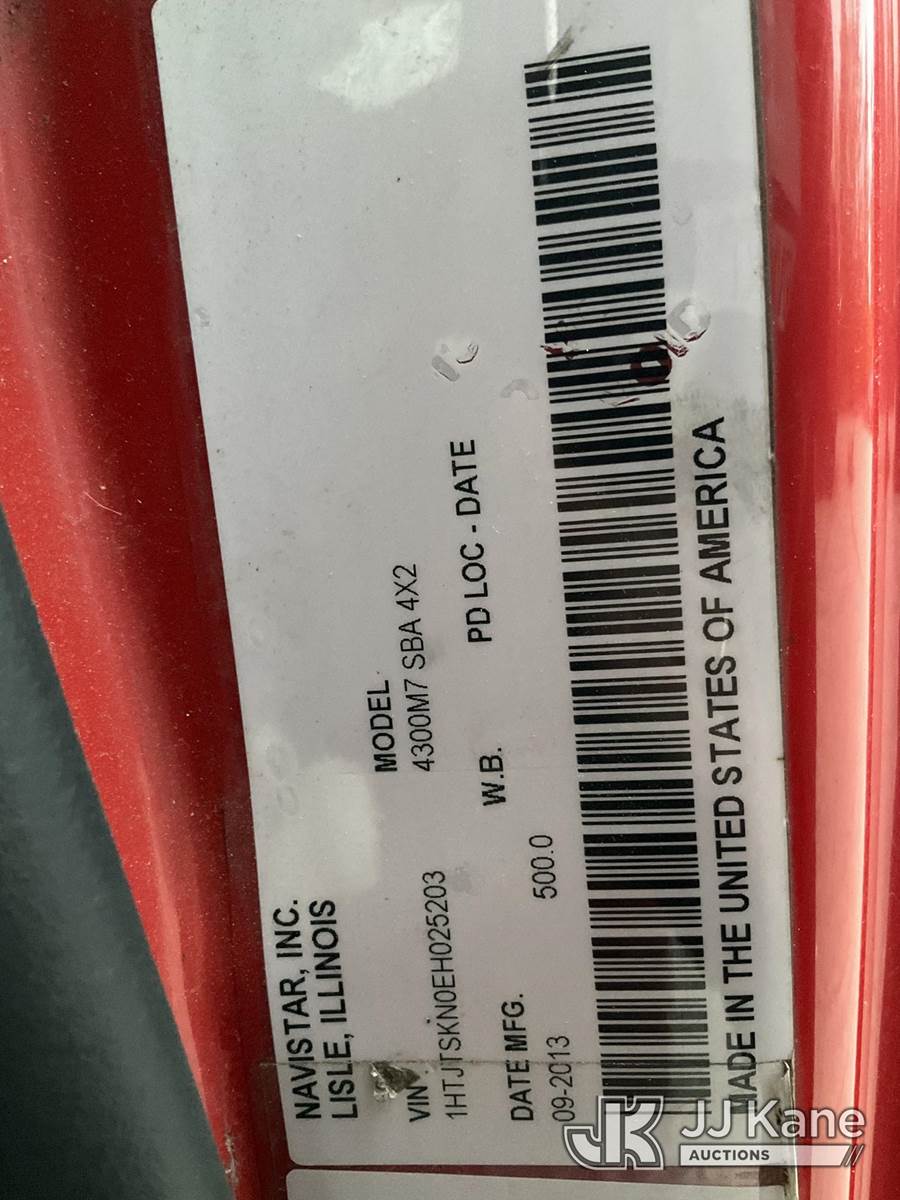 NAVISTAR, INC.
LISLE, ILLINOIS
MODEL
4300M7 SBA 4X2
VIN
1HTJTSKN0EH025203
DATE MFG.
09-2013
W.B.
500.0
PD LOC - DATE
MADE IN THE UNITED STATES OF AMERICA
JK JJ Kane
AUCTIONS